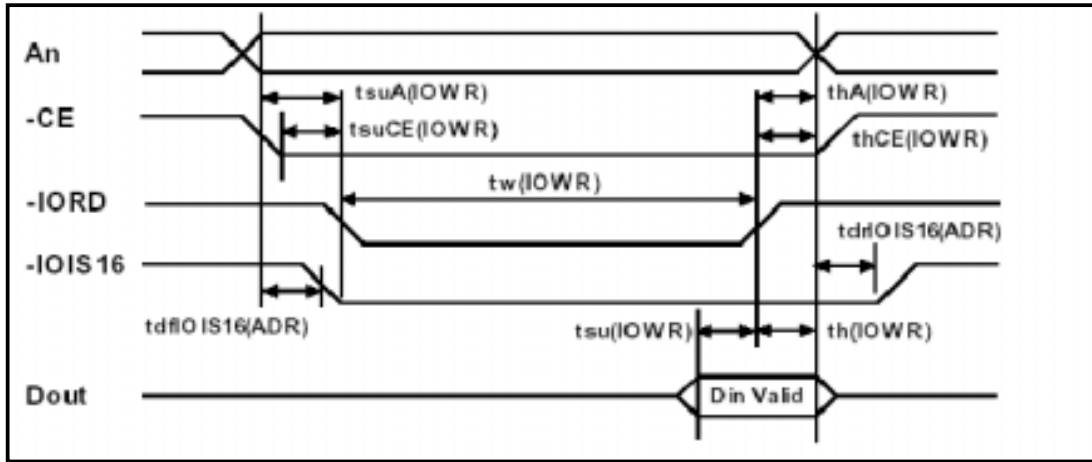 An
tsuA(IOWR)
thA(IOWR)
-CE
tsuCE(IOWR)
thCE(IOWR)
tw(IOWR)
-IORD
tdrIOIS16(ADR)
-IOIS16
tdfIOIS16(ADR)
tsu(IOWR)
th(IOWR)
Dout
Din Valid